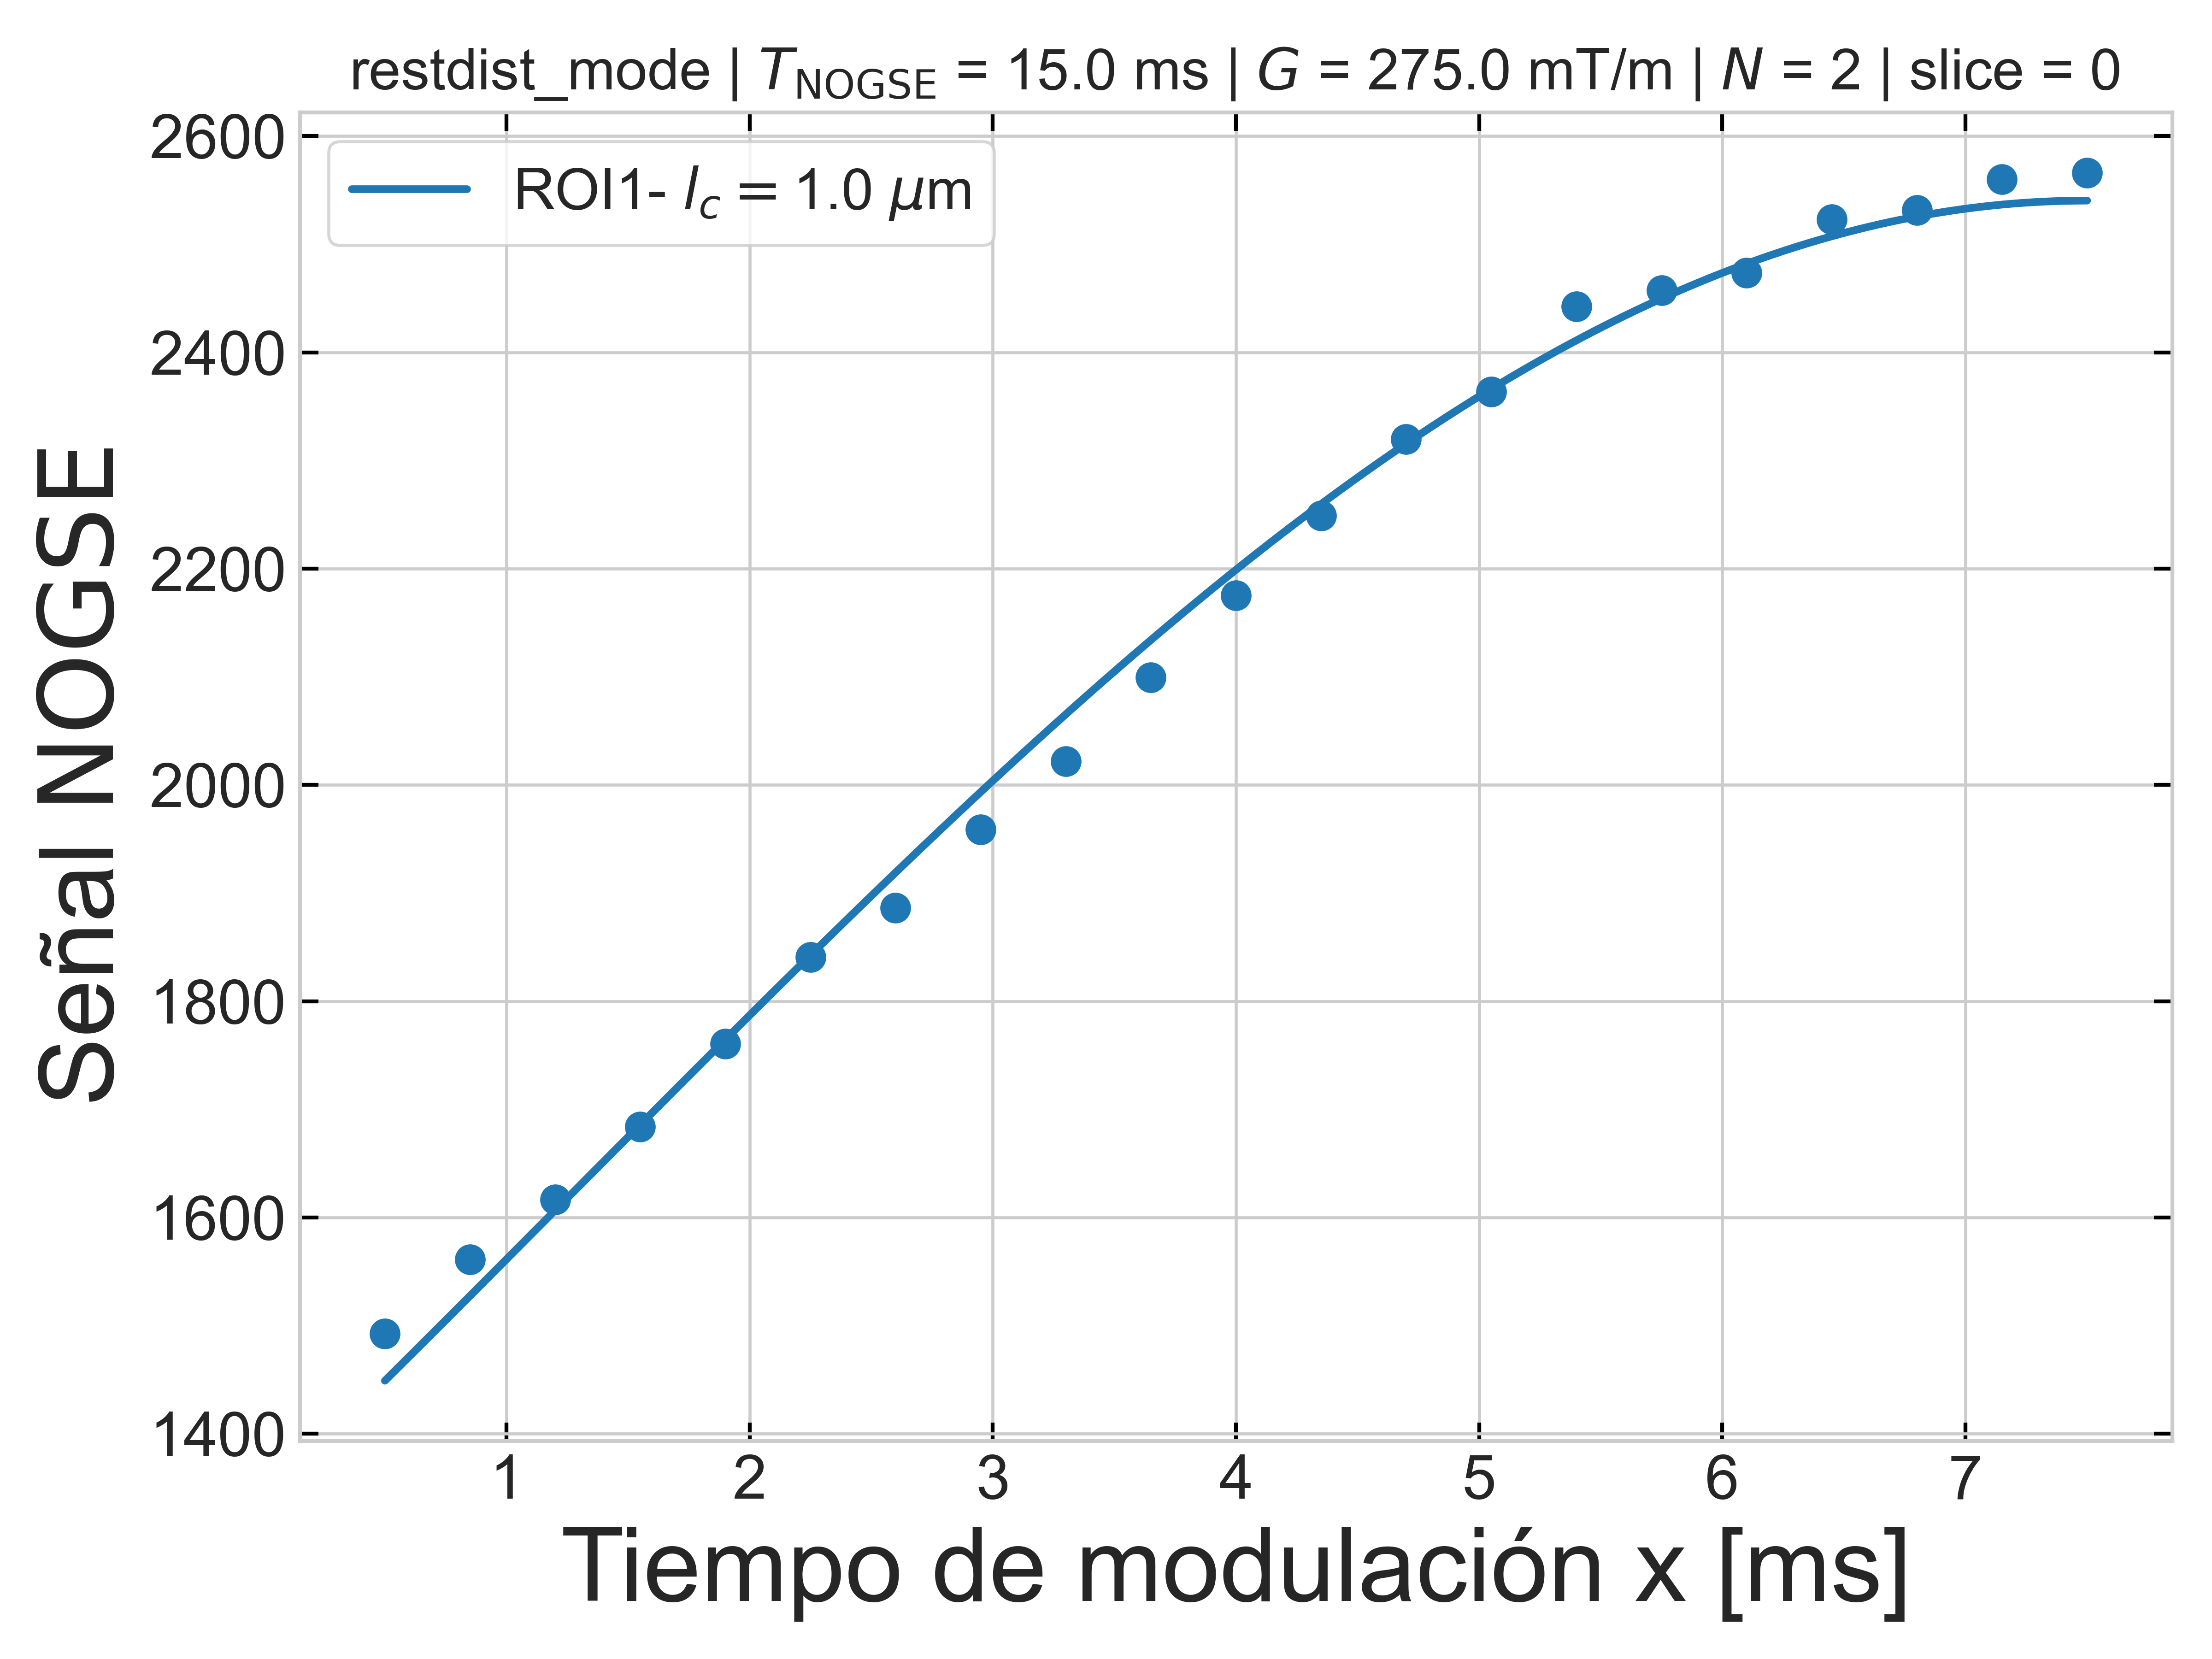 restdist_mode | T_NOGSE = 15.0 ms | G = 275.0 mT/m | N = 2 | slice = 0
ROI1- l_c = 1.0 μm
Señal NOGSE
2600
2400
2200
2000
1800
1600
1400
1 2 3 4 5 6 7
Tiempo de modulación x [ms]